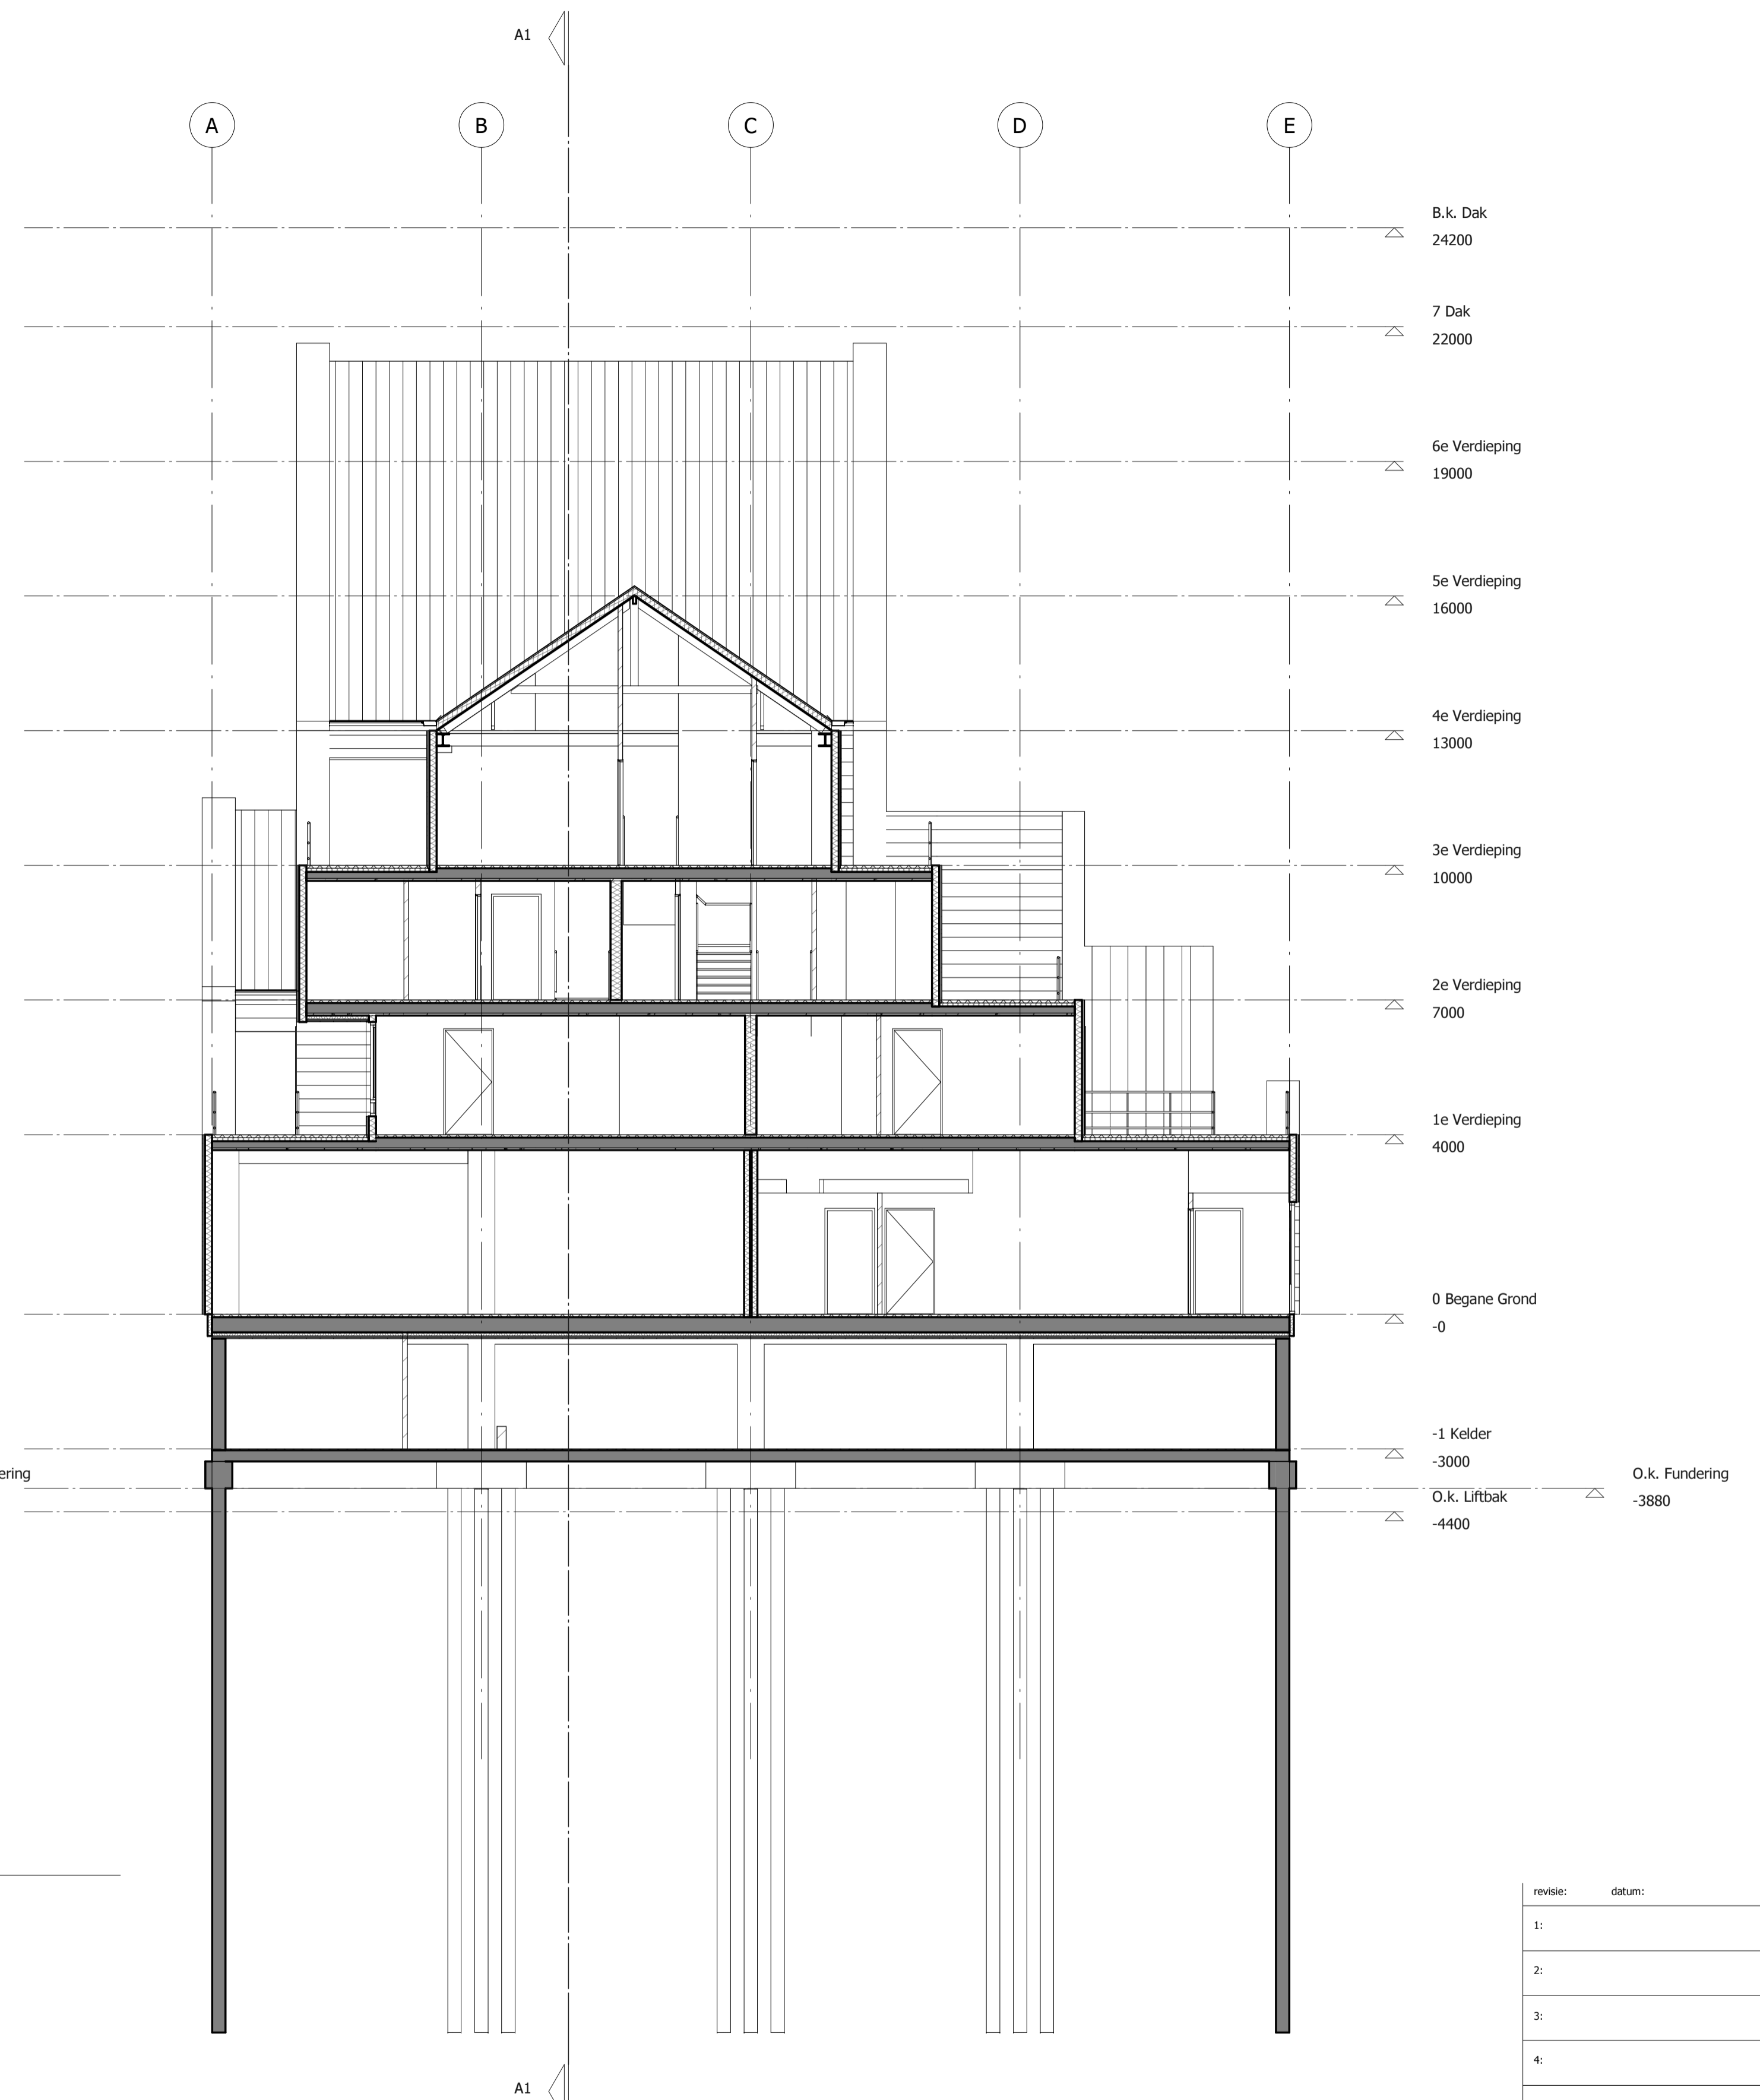 A1
A
B
C
D
E
B.k. Dak
24200
7 Dak
22000
6e Verdieping
19000
5e Verdieping
16000
4e Verdieping
13000
3e Verdieping
10000
2e Verdieping
7000
1e Verdieping
4000
0 Begane Grond
-0
-1 Kelder
-3000
ering
O.k. Fundering
-3880
O.k. Liftbak
-4400
revisie: datum:
1:
2:
3:
4:
A1